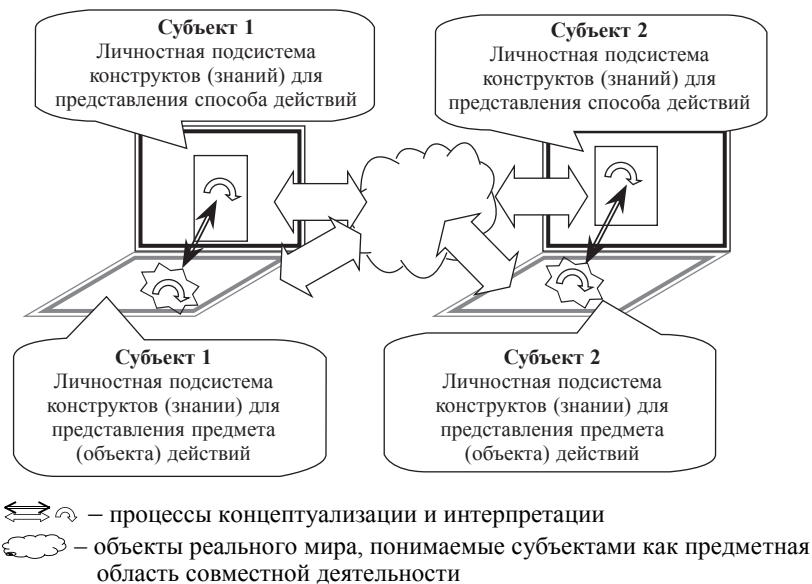 Субъект 1
Личностная подсистема
конструктов (знаний) для
представления способа действий
Субъект 2
Личностная подсистема
конструктов (знаний) для
представления способа действий
Субъект 1
Личностная подсистема
конструктов (знании) для
представления предмета
(объекта) действий
Субъект 2
Личностная подсистема
конструктов (знании) для
представления предмета
(объекта) действий
– процессы концептуализации и интерпретации
– объекты реального мира, понимаемые субъектами как предметная
область совместной деятельности